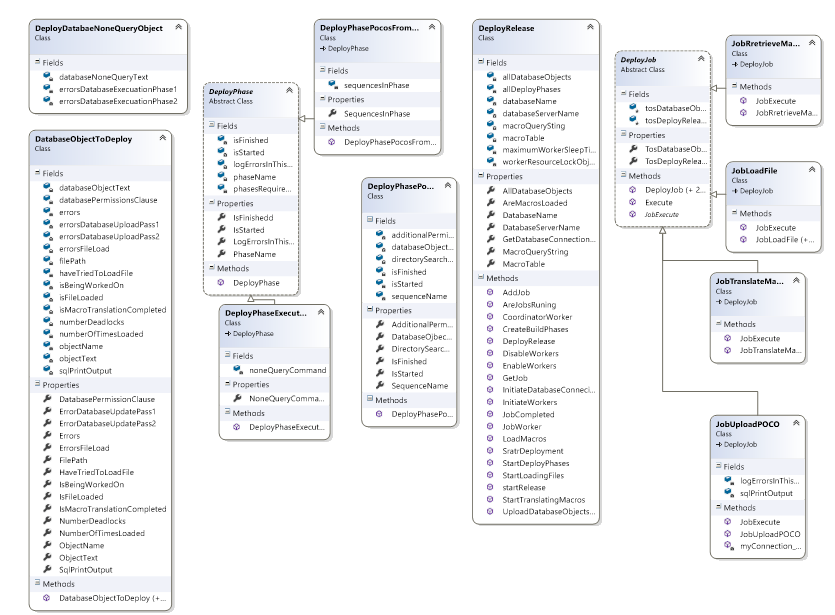 DeployDatabaeNoneQueryObject
Class
Fields
databaseNoneQueryText
errorsDatabaseExecuationPhase1
errorsDatabaseExecuationPhase2
DatabaseObjectToDeploy
Class
Fields
databaseObjectText
databasePermissionsClause
errors
errorsDatabaseUploadPass1
errorsDatabaseUploadPass2
errorsFileLoad
filePath
haveTriedToLoadFile
isBeingWorkedOn
isFileLoaded
isMacroTranslationCompleted
numberDeadlocks
numberOfTimesLoaded
objectName
objectText
sqlPrintOutput
Properties
DatabasePermissionClause
ErrorDatabaseUpdatePass1
ErrorDatabaseUpdatePass2
Errors
ErrorsFileLoad
FilePath
HaveTriedToLoadFile
IsBeingWorkedOn
IsFileLoaded
IsMacroTranslationCompleted
NumberDeadlocks
NumberOfTimesLoaded
ObjectName
ObjectText
SqlPrintOutput
Methods
DatabaseObjectToDeploy (+...
DeployPhase
Abstract Class
Fields
isFinished
isStarted
logErrorsInThis...
phaseName
phasesRequire...
Properties
IsFinishedd
IsStarted
LogErrorsInThis...
PhaseName
Methods
DeployPhase
DeployPhaseExecut...
Class
DeployPhase
Fields
noneQueryCommand
Properties
NoneQueryComma...
Methods
DeployPhaseExecut...
DeployPhasePocosFrom...
Class
DeployPhase
Fields
sequencesInPhase
Properties
SequencesInPhase
Methods
DeployPhasePocosFrom...
DeployPhasePo...
Class
Fields
additionalPermi...
databaseObject...
directorySearch...
isFinished
isStarted
sequenceName
Properties
AdditionalPerm...
DatabaseOjbec...
DirectorySearc...
IsFinished
IsStarted
SequenceName
Methods
DeployPhasePo...
DeployRelease
Class
Fields
allDatabaseObjects
allDeployPhases
databaseName
databaseServerName
macroQuerySting
macroTable
maximumWorkerSleepTi...
workerResourceLockObj...
Properties
AllDatabaseObjects
AreMacrosLoaded
DatabaseName
DatabaseServerName
GetDatabaseConnection...
MacroQueryString
MacroTable
Methods
AddJob
AreJobsRuning
CoordinatorWorker
CreateBuildPhases
DeployRelease
DisableWorkers
EnableWorkers
GetJob
InitiateDatabaseConneci...
InitiateWorkers
JobCompleted
JobWorker
LoadMacros
SratrDeployment
StartDeployPhases
StartLoadingFiles
startRelease
StartTranslatingMacros
UploadDatabaseObjects...
DeployJob
Abstract Class
Fields
tosDatabaseOb...
tosDeployRelea...
Properties
TosDatabaseOb...
TosDeployRelea...
Methods
DeployJob (+ 2...
Execute
JobExecute
JobRretrieveMa...
Class
DeployJob
Methods
JobExecute
JobRretrieveMa...
JobLoadFile
Class
DeployJob
Methods
JobExecute
JobLoadFile (+...
JobTranslateMa...
Class
DeployJob
Methods
JobExecute
JobTranslateMa...
JobUploadPOCO
Class
DeployJob
Fields
logErrorsInThis...
sqlPrintOutput
Methods
JobExecute
JobUploadPOCO
myConnection_...